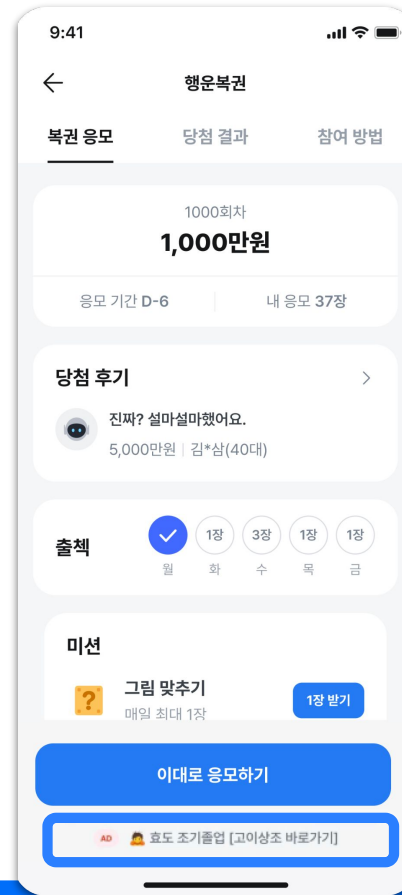 9:41
행운복권
복권 응모 당첨 결과 참여 방법
1000회차
1,000만원
응모 기간 D-6 내 응모 37장
당첨 후기
진짜? 설마설마했어요.
5,000만원 | 김*삼(40대)
출첵
1장 3장 1장 1장
월 화 수 목 금
미션
그림 맞추기
매일 최대 1장
1장 받기
이대로 응모하기
AD 효도 조기졸업 [고이상조 바로가기]